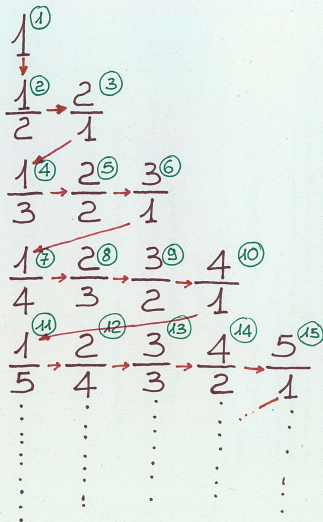 1 ①
1/2 ② → 2/1 ③
1/3 ④ → 2/2 ⑤ → 3/1 ⑥
1/4 ⑦ → 2/3 ⑧ → 3/2 ⑨ → 4/1 ⑩
1/5 ⑪ → 2/4 ⑫ → 3/3 ⑬ → 4/2 ⑭ → 5/1 ⑮